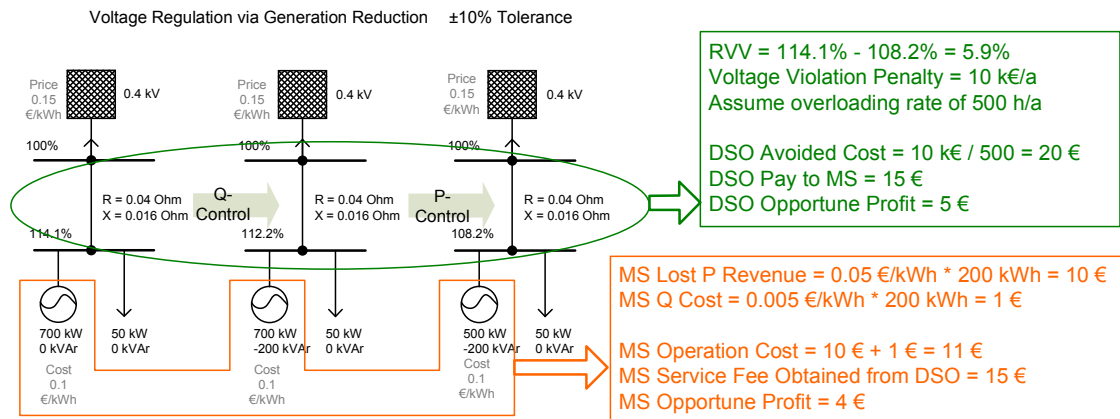 Voltage Regulation via Generation Reduction ±10% Tolerance
Price
0.15
€/kWh
0.4 kV
Price
0.15
€/kWh
0.4 kV
Price
0.15
€/kWh
0.4 kV
100%
100%
100%
R = 0.04 Ohm
X = 0.016 Ohm
Q-
Control
R = 0.04 Ohm
X = 0.016 Ohm
P-
Control
R = 0.04 Ohm
X = 0.016 Ohm
114.1%
112.2%
108.2%
700 kW
0 kVAr
50 kW
0 kVAr
700 kW
-200 kVAr
50 kW
0 kVAr
500 kW
-200 kVAr
50 kW
0 kVAr
Cost
0.1
€/kWh
Cost
0.1
€/kWh
Cost
0.1
€/kWh
RVV = 114.1% - 108.2% = 5.9%
Voltage Violation Penalty = 10 k€/a
Assume overloading rate of 500 h/a
DSO Avoided Cost = 10 k€ / 500 = 20 €
DSO Pay to MS = 15 €
DSO Opportune Profit = 5 €
MS Lost P Revenue = 0.05 €/kWh * 200 kWh = 10 €
MS Q Cost = 0.005 €/kWh * 200 kWh = 1 €
MS Operation Cost = 10 € + 1 € = 11 €
MS Service Fee Obtained from DSO = 15 €
MS Opportune Profit = 4 €